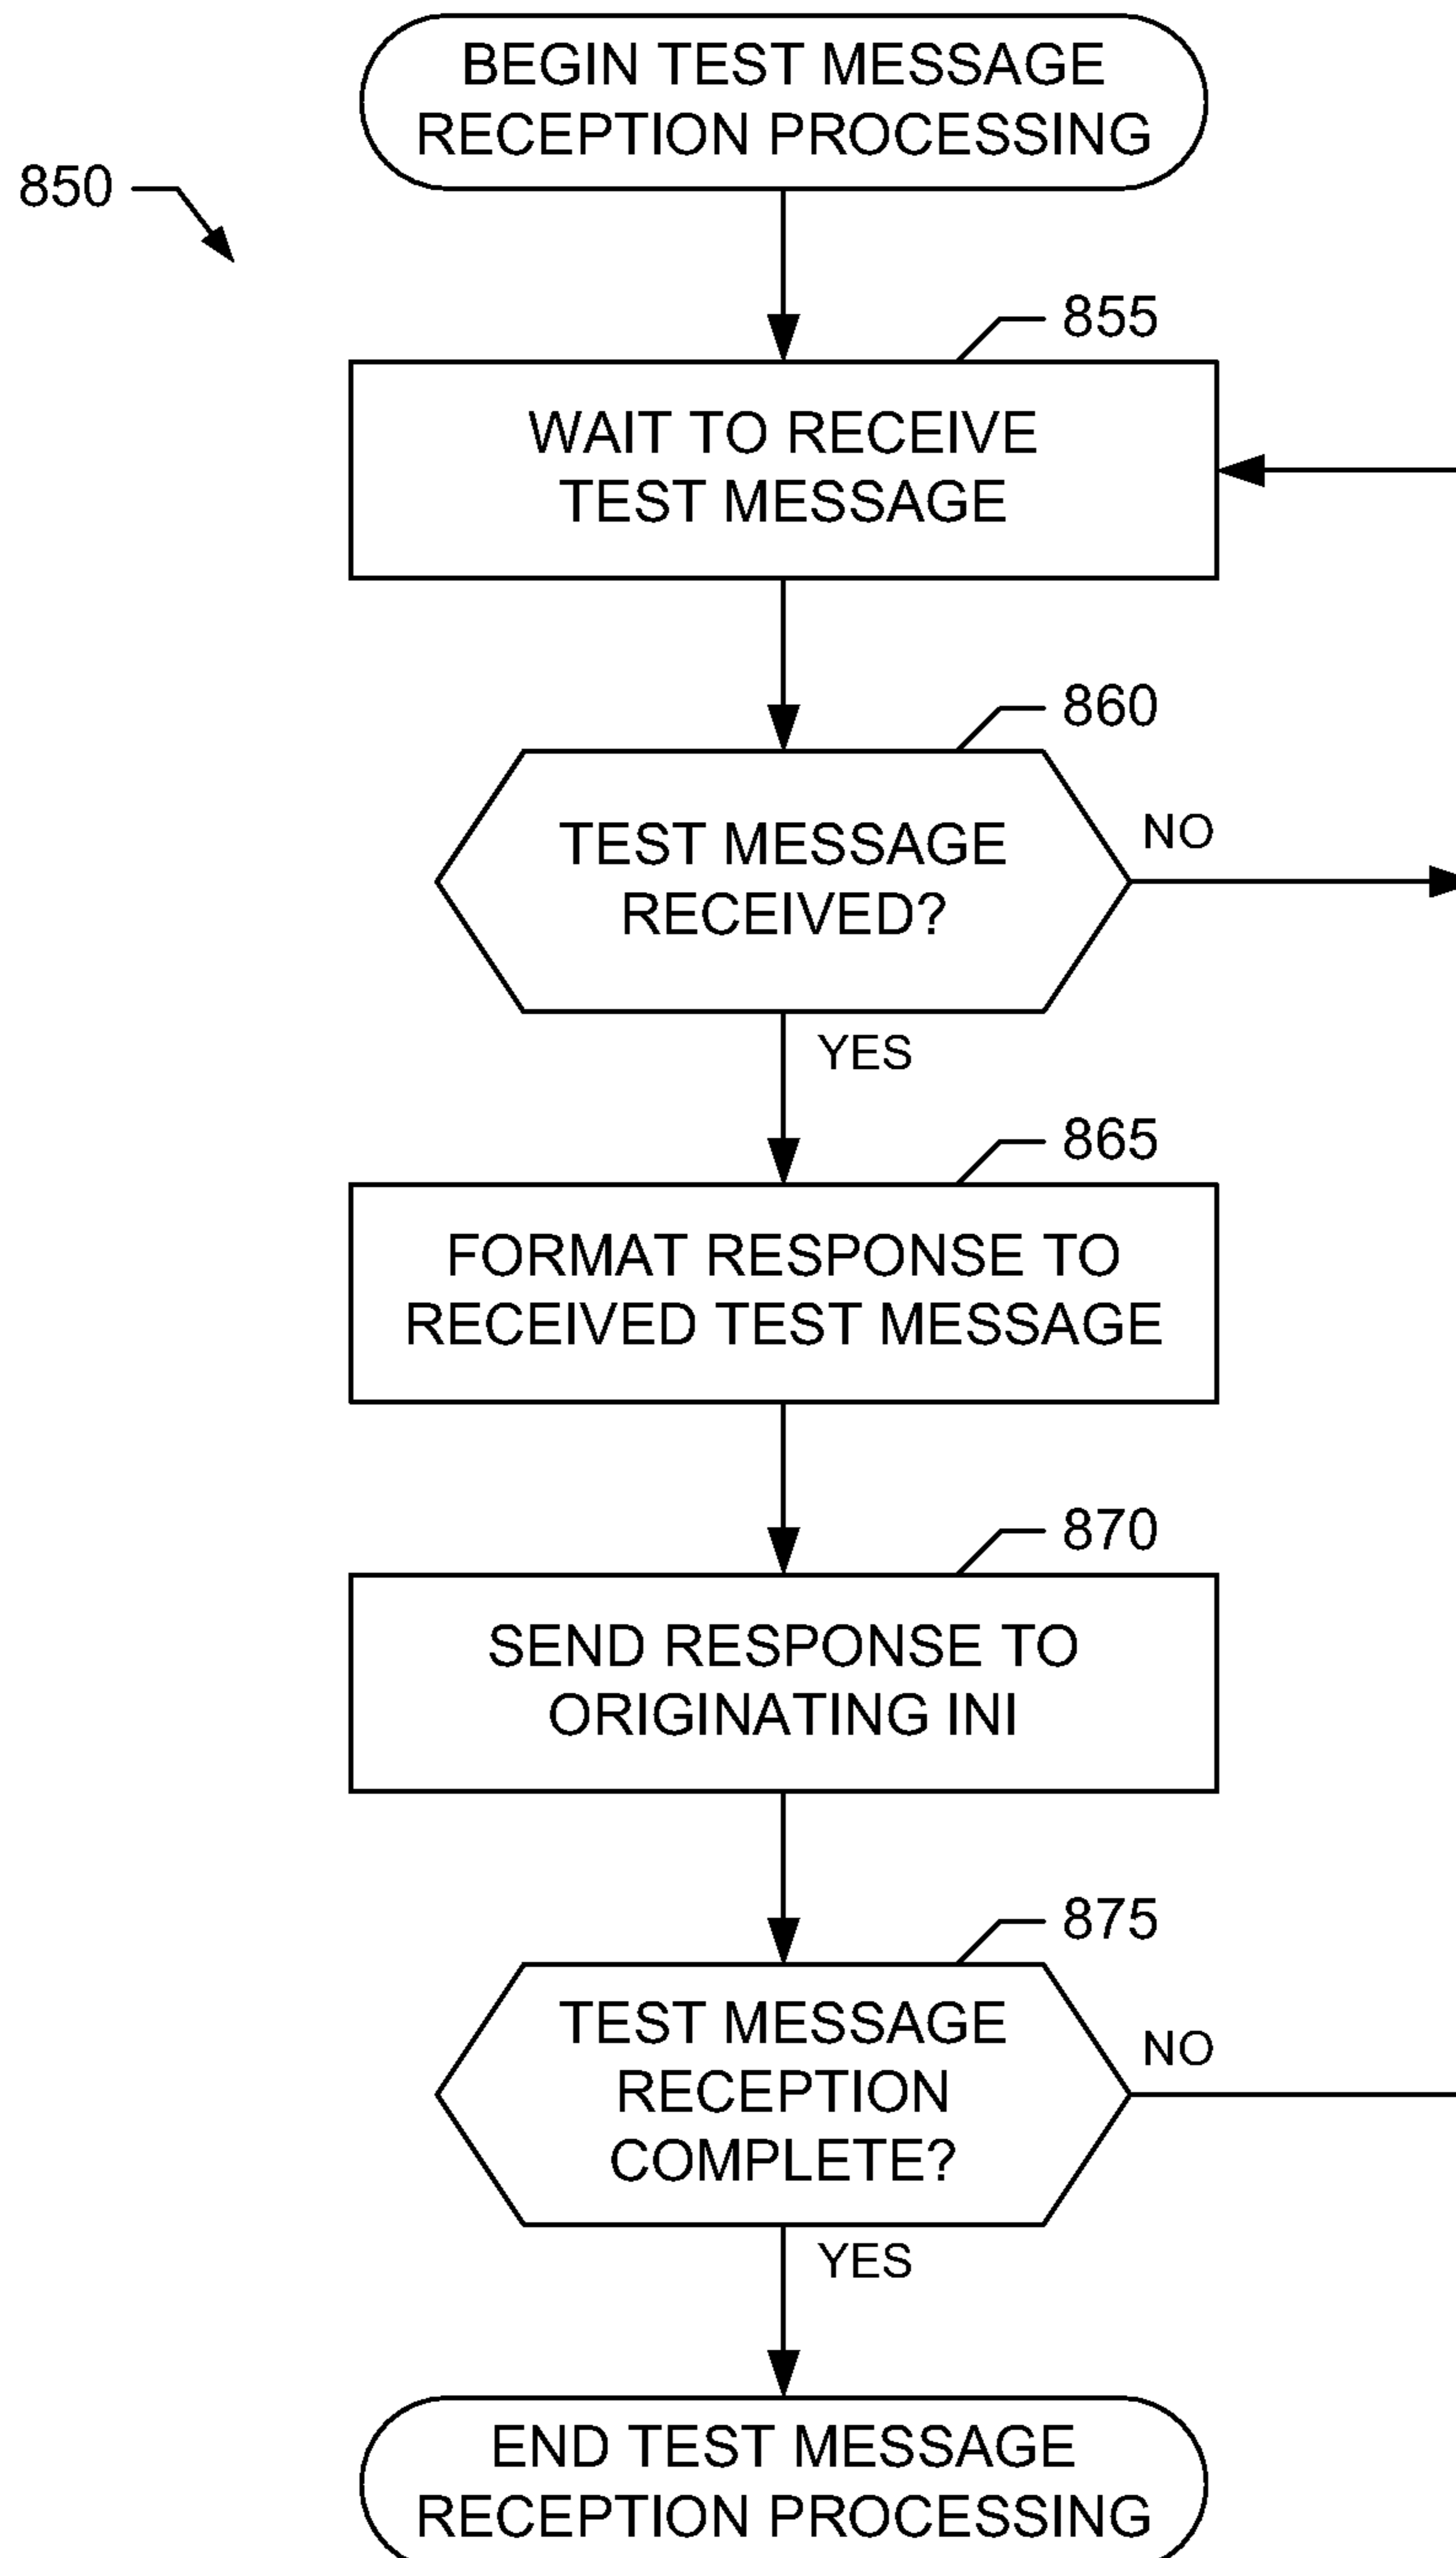 BEGIN TEST MESSAGE
RECEPTION PROCESSING
850
855
WAIT TO RECEIVE
TEST MESSAGE
860
TEST MESSAGE
RECEIVED?
NO
YES
865
FORMAT RESPONSE TO
RECEIVED TEST MESSAGE
870
SEND RESPONSE TO
ORIGINATING INI
875
TEST MESSAGE
RECEPTION
COMPLETE?
NO
YES
END TEST MESSAGE
RECEPTION PROCESSING